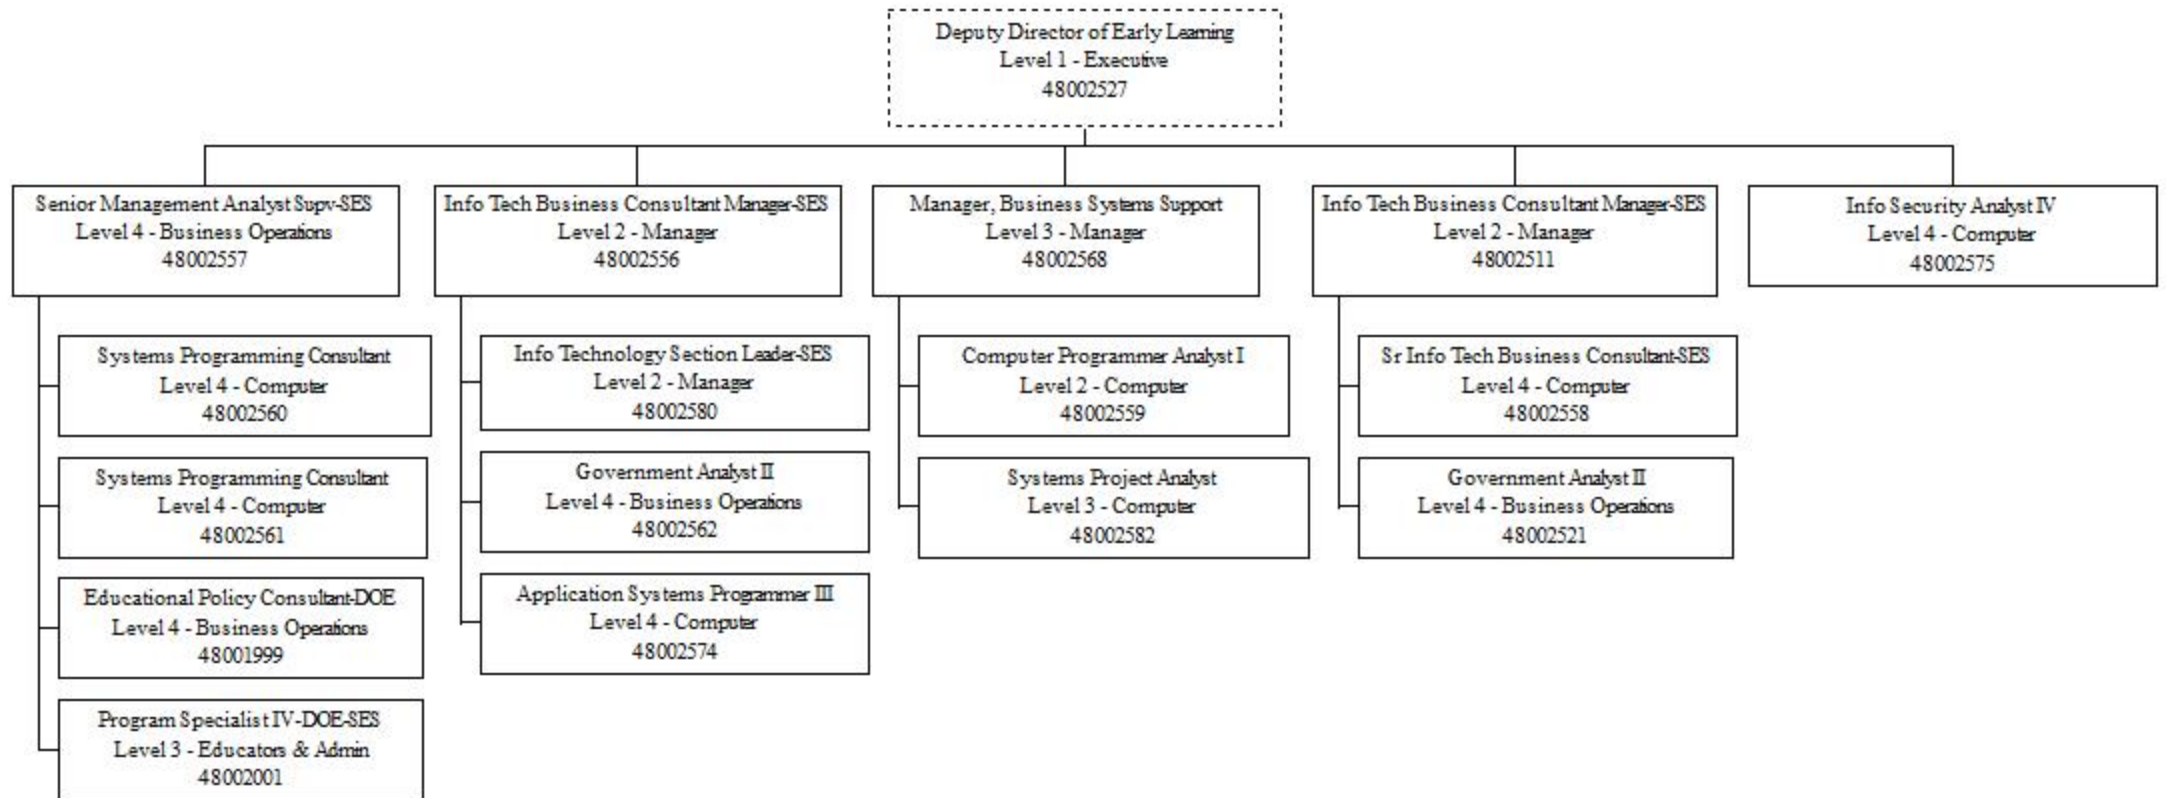 Deputy Director of Early Learning
Level 1 - Executive
48002527
Senior Management Analyst Supv-SES
Level 4 - Business Operations
48002557
Systems Programming Consultant
Level 4 - Computer
48002560
Systems Programming Consultant
Level 4 - Computer
48002561
Educational Policy Consultant-DOE
Level 4 - Business Operations
48001999
Program Specialist IV-DOE-SES
Level 3 - Educators & Admin
48002001
Info Tech Business Consultant Manager-SES
Level 2 - Manager
48002556
Info Technology Section Leader-SES
Level 2 - Manager
48002580
Government Analyst II
Level 4 - Business Operations
48002562
Application Systems Programmer III
Level 4 - Computer
48002574
Manager, Business Systems Support
Level 3 - Manager
48002568
Computer Programmer Analyst I
Level 2 - Computer
48002559
Systems Project Analyst
Level 3 - Computer
48002582
Info Tech Business Consultant Manager-SES
Level 2 - Manager
48002511
Sr Info Tech Business Consultant-SES
Level 4 - Computer
48002558
Government Analyst II
Level 4 - Business Operations
48002521
Info Security Analyst IV
Level 4 - Computer
48002575